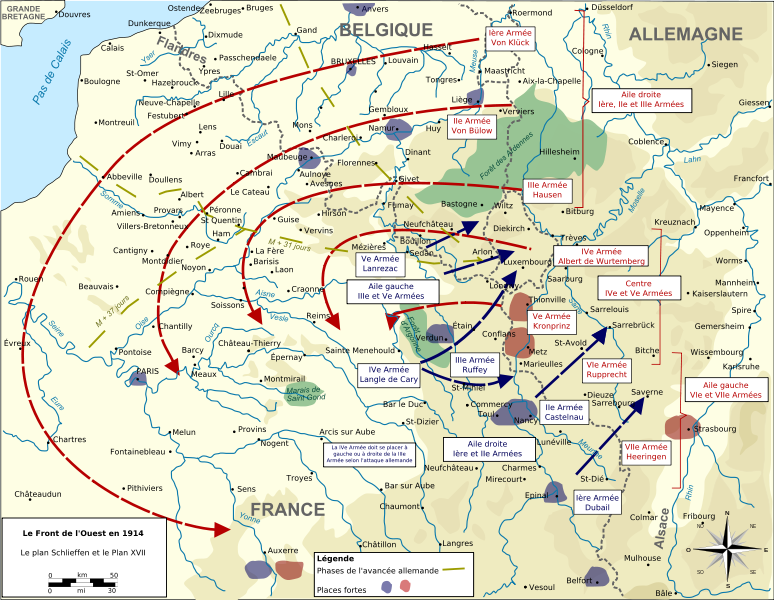 GRANDE
BRETAGNE
Douvres
Ostende
Zeebruges
Bruges
Anvers
Roermond
Düsseldorf
Dunkerque
Dixmude
Gand
BELGIQUE
Ière Armée
Von Klück
Rhin
ALLEMAGNE
Pas de Calais
Calais
Yser
Flandres
Passchendaele
BRUXELLES
Louvain
Hasselt
Meuse
Cologne
Siegen
St-Omer
Ypres
Maastricht
Boulogne
Hazebrouck
Tongres
Aix-la-Chapelle
Lille
Liège
Aile droite
Ière, IIe et IIIe Armées
Giessen
Neuve-Chapelle
Festubert
Gembloux
Verviers
Montreuil
Lens
Escaut
Mons
Charleroi
Namur
Huy
IIe Armée
Von Bülow
Forêt des Ardennes
Coblence
Vimy
Douai
Arras
Maubeuge
Florennes
Dinant
Hillesheim
Lahn
Abbeville
Doullens
Cambrai
Aulnoye
Avesnes
Givet
IIIe Armée
Hausen
Moselle
Francfort
Somme
Albert
Le Cateau
Fumay
Bastogne
Wiltz
Bitburg
Mayence
Amiens
Provart
Péronne
St Quentin
Guise
Hirson
Neufchâteau
Diekirch
Kreuznach
Oppenheim
Villers-Bretonneux
Ham
Vervins
Mézières
Bouillon
Sedan
Arlon
Trèves
Cantigny
Roye
M + 31 jours
La Fère
Barisis
Ve Armée
Lanrezac
Luxembourg
IVe Armée
Albert de Wurtemberg
Worms
Montdidier
Noyon
Laon
Saarburg
Rouen
Beauvais
Compiègne
Aisne
Craonne
Aile gauche
IIIe et Ve Armées
Longwy
Centre
IVe et Ve Armées
Mannheim
Kaiserslautern
M + 37 jours
Soissons
Vesle
Reims
Thionville
Sarrelouis
Spire
Seine
Oise
Chantilly
Ourcq
Forêt d'Argonne
Étain
Verdun
Conflans
Ve Armée
Kronprinz
Sarrebrück
Gemersheim
Évreux
Pontoise
Barcy
Château-Thierry
Épernay
Sainte Menehould
Metz
St-Avold
Bitche
Wissembourg
PARIS
Meaux
Montmirail
IVe Armée
Langle de Cary
IIIe Armée
Ruffey
Marieulles
VIe Armée
Rupprecht
Karlsruhe
Marais de
Saint Gond
St-Mihiel
Dieuze
Saverne
Aile gauche
VIe et VIIe Armées
Eure
Bar le Duc
Commercy
Toul
Nancy
IIe Armée
Castelnau
Sarrebourg
Melun
Provins
Arcis sur Aube
St-Dizier
Strasbourg
Chartres
Nogent
Aile droite
Ière et IIe Armées
Lunéville
Meurthe
VIIe Armée
Heeringen
Fontainebleau
La IVe Armée doit se placer à
gauche ou à droite de la IIIe
Armée selon l'attaque allemande
Neufchâteau
Charmes
Mirecourt
St-Dié
Rhin
Châteaudun
Pithiviers
Sens
Troyes
Bar sur Aube
Epinal
Ière Armée
Dubail
FRANCE
Chaumont
Colmar
Fribourg
Alsace
Yonne
Auxerre
Châtillon
Langres
Mulhouse
Vesoul
Belfort
Bâle
Le Front de l'Ouest en 1914
Le plan Schlieffen et le Plan XVII
0 km 50
0 mi 30
Légende
Phases de l'avancée allemande
Places fortes
N
NO
NE
O
E
SO
SE
S